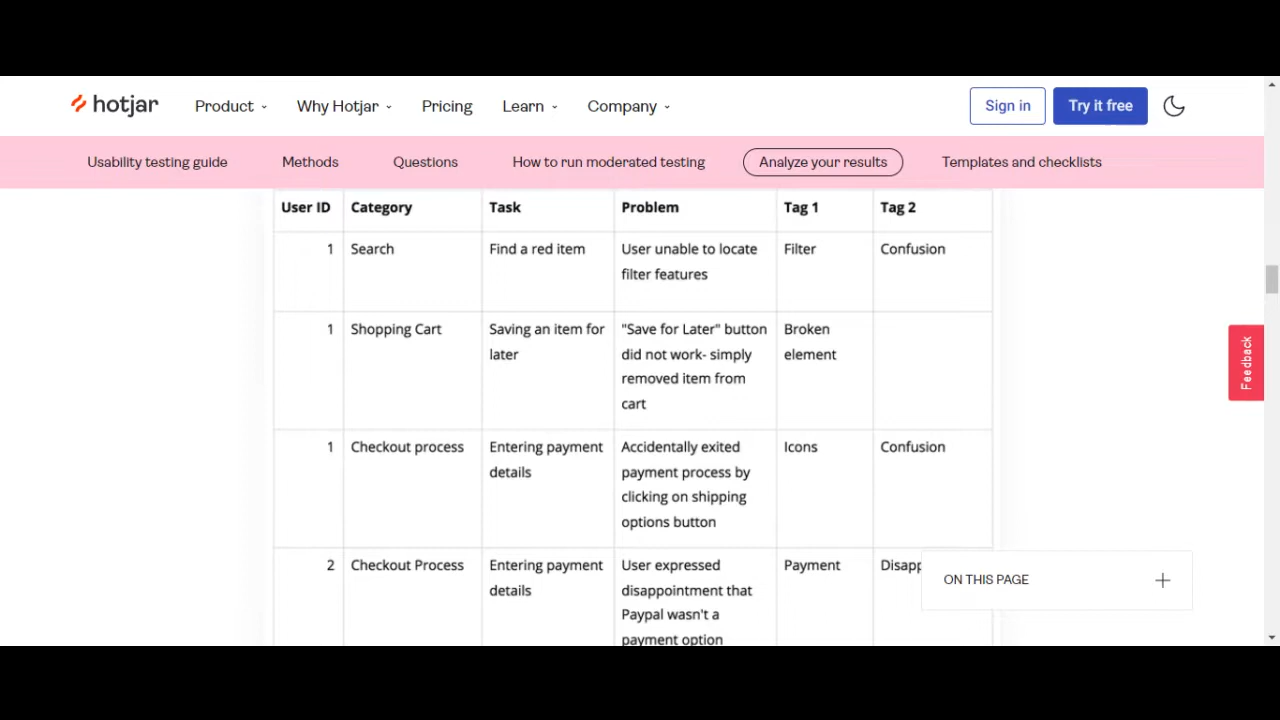 hotjar Product Why Hotjar Pricing Learn Company Sign in Try it free
Usability testing guide Methods Questions How to run moderated testing Analyze your results Templates and checklists
User ID Category Task Problem Tag 1 Tag 2
1 Search Find a red item User unable to locate Filter Confusion
filter features
1 Shopping Cart Saving an item for "Save for Later" button Broken
later did not work- simply element
removed item from
cart
Feedback
1 Checkout process Entering payment Accidentally exited Icons Confusion
details payment process by
clicking on shipping
options button
2 Checkout Process Entering payment User expressed Payment Disapp
details disappointment that
Paypal wasn't a
payment option
ON THIS PAGE